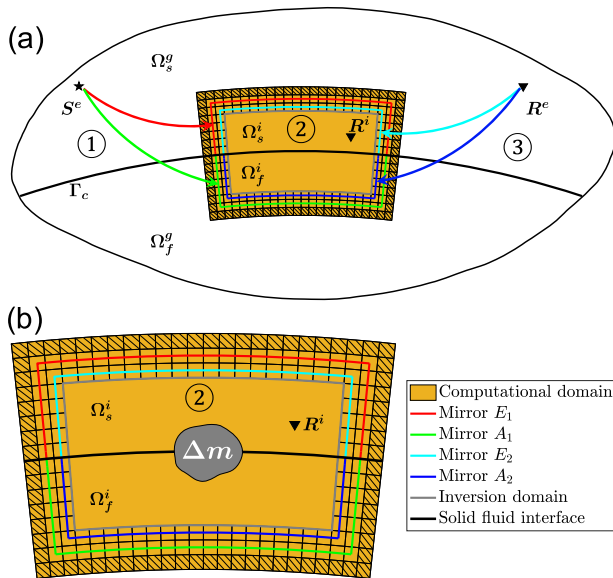 (a)
Ω_s^g
S^e
R^e
Ω_s^i
2
R^i
1
3
Ω_f^i
Γ_c
Ω_f^g
(b)
2
Ω_s^i
R^i
Δm
Ω_f^i
Computational domain
Mirror E_1
Mirror A_1
Mirror E_2
Mirror A_2
Inversion domain
Solid fluid interface